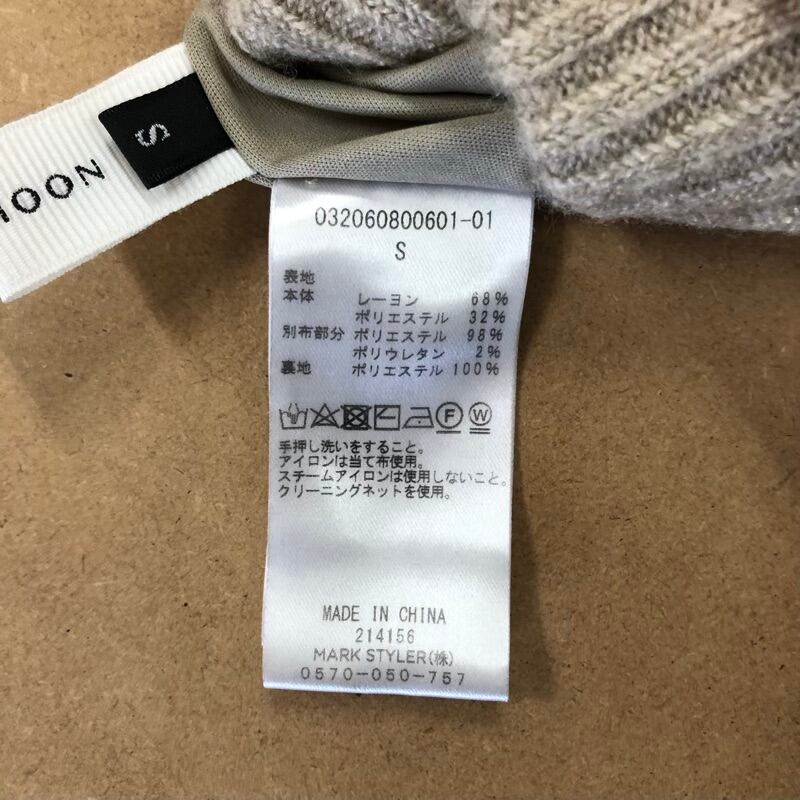 OON
S
032060800601-01
S
表地
本体 レーヨン 68%
ポリエステル 32%
別布部分 ポリエステル 98%
ポリウレタン 2%
裏地 ポリエステル 100%
F W
手押し洗いをすること。
アイロンは当て布使用。
スチームアイロンは使用しないこと。
クリーニングネットを使用。
MADE IN CHINA
214156
MARK STYLER(株)
0570-050-757